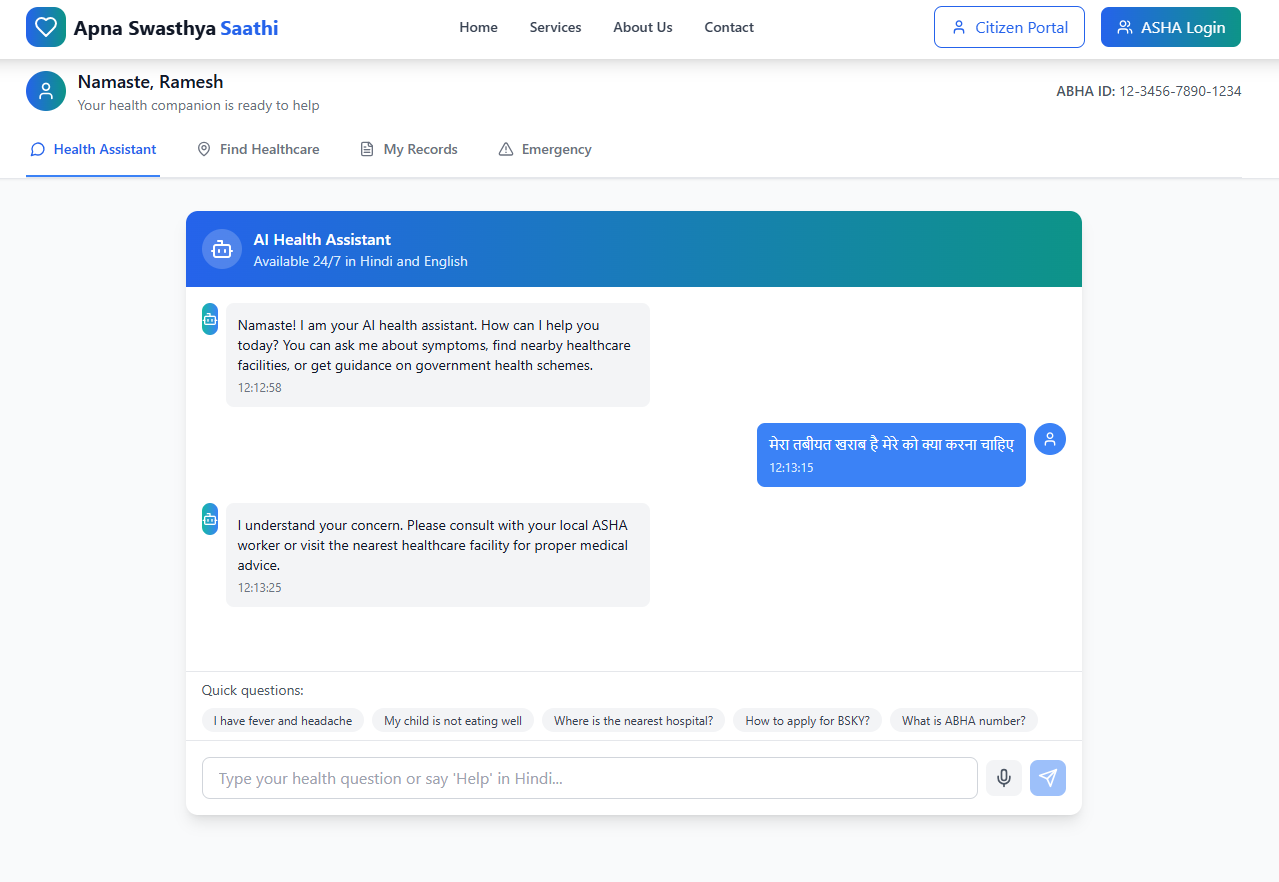 Apna Swasthya Saathi
Home
Services
About Us
Contact
Citizen Portal
ASHA Login
Namaste, Ramesh
Your health companion is ready to help
ABHA ID: 12-3456-7890-1234
Health Assistant
Find Healthcare
My Records
Emergency
AI Health Assistant
Available 24/7 in Hindi and English
Namaste! I am your AI health assistant. How can I help you
today? You can ask me about symptoms, find nearby healthcare
facilities, or get guidance on government health schemes.
12:12:58
मेरा तबीयत खराब है मेरे को क्या करना चाहिए
12:13:15
I understand your concern. Please consult with your local ASHA
worker or visit the nearest healthcare facility for proper medical
advice.
12:13:25
Quick questions:
I have fever and headache
My child is not eating well
Where is the nearest hospital?
How to apply for BSKY?
What is ABHA number?
Type your health question or say 'Help' in Hindi...